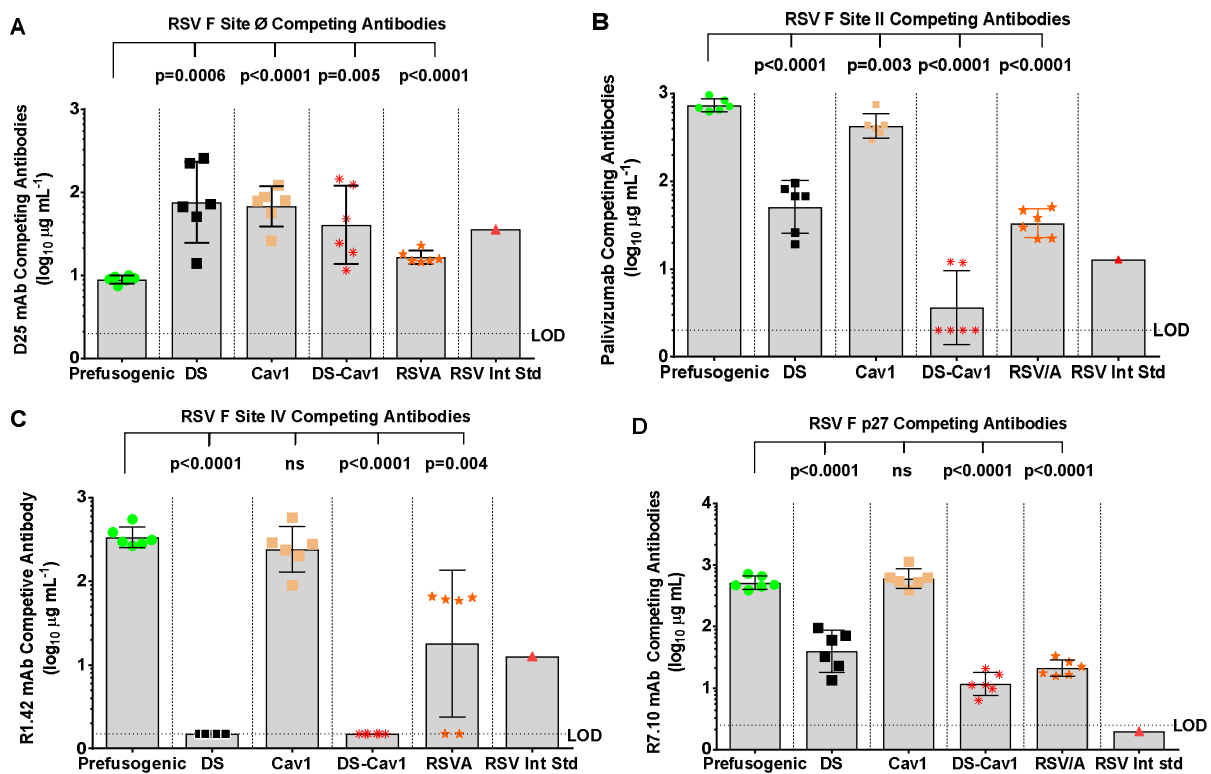 A
RSV F Site Ø Competing Antibodies
p=0.0006 p<0.0001 p=0.005 p<0.0001
D25 mAb Competing Antibodies
(log10 µg mL-1)
3
2
1
0
LOD
Prefusogenic DS Cav1 DS-Cav1 RSVA RSV Int Std
B
RSV F Site II Competing Antibodies
p<0.0001 p=0.003 p<0.0001 p<0.0001
Palivizumab Competing Antibodies
(log10 µg mL-1)
3
2
1
0
LOD
Prefusogenic DS Cav1 DS-Cav1 RSV/A RSV Int Std
C
RSV F Site IV Competing Antibodies
p<0.0001 ns p<0.0001 p=0.004
R1.42 mAb Competive Antibody
(log10 µg mL-1)
3
2
1
0
LOD
Prefusogenic DS Cav1 DS-Cav1 RSVA RSV Int Std
D
RSV F p27 Competing Antibodies
p<0.0001 ns p<0.0001 p<0.0001
R7.10 mAb Competing Antibodies
(log10 µg mL)
4
3
2
1
0
LOD
Prefusogenic DS Cav1 DS-Cav1 RSV/A RSV Int Std